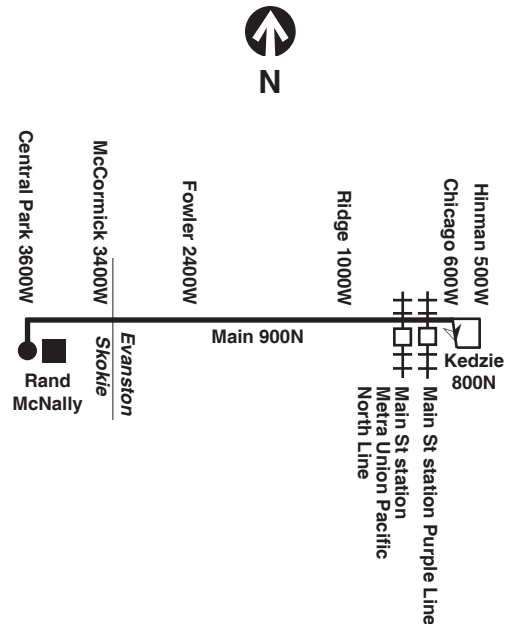 N
Central Park 3600W
McCormick 3400W
Fowler 2400W
Ridge 1000W
Chicago 600W
Hinman 500W
Main 900N
Evanston
Skokie
Rand
McNally
Kedzie
800N
Main St station
Metra Union Pacific
North Line
Main St station Purple Line